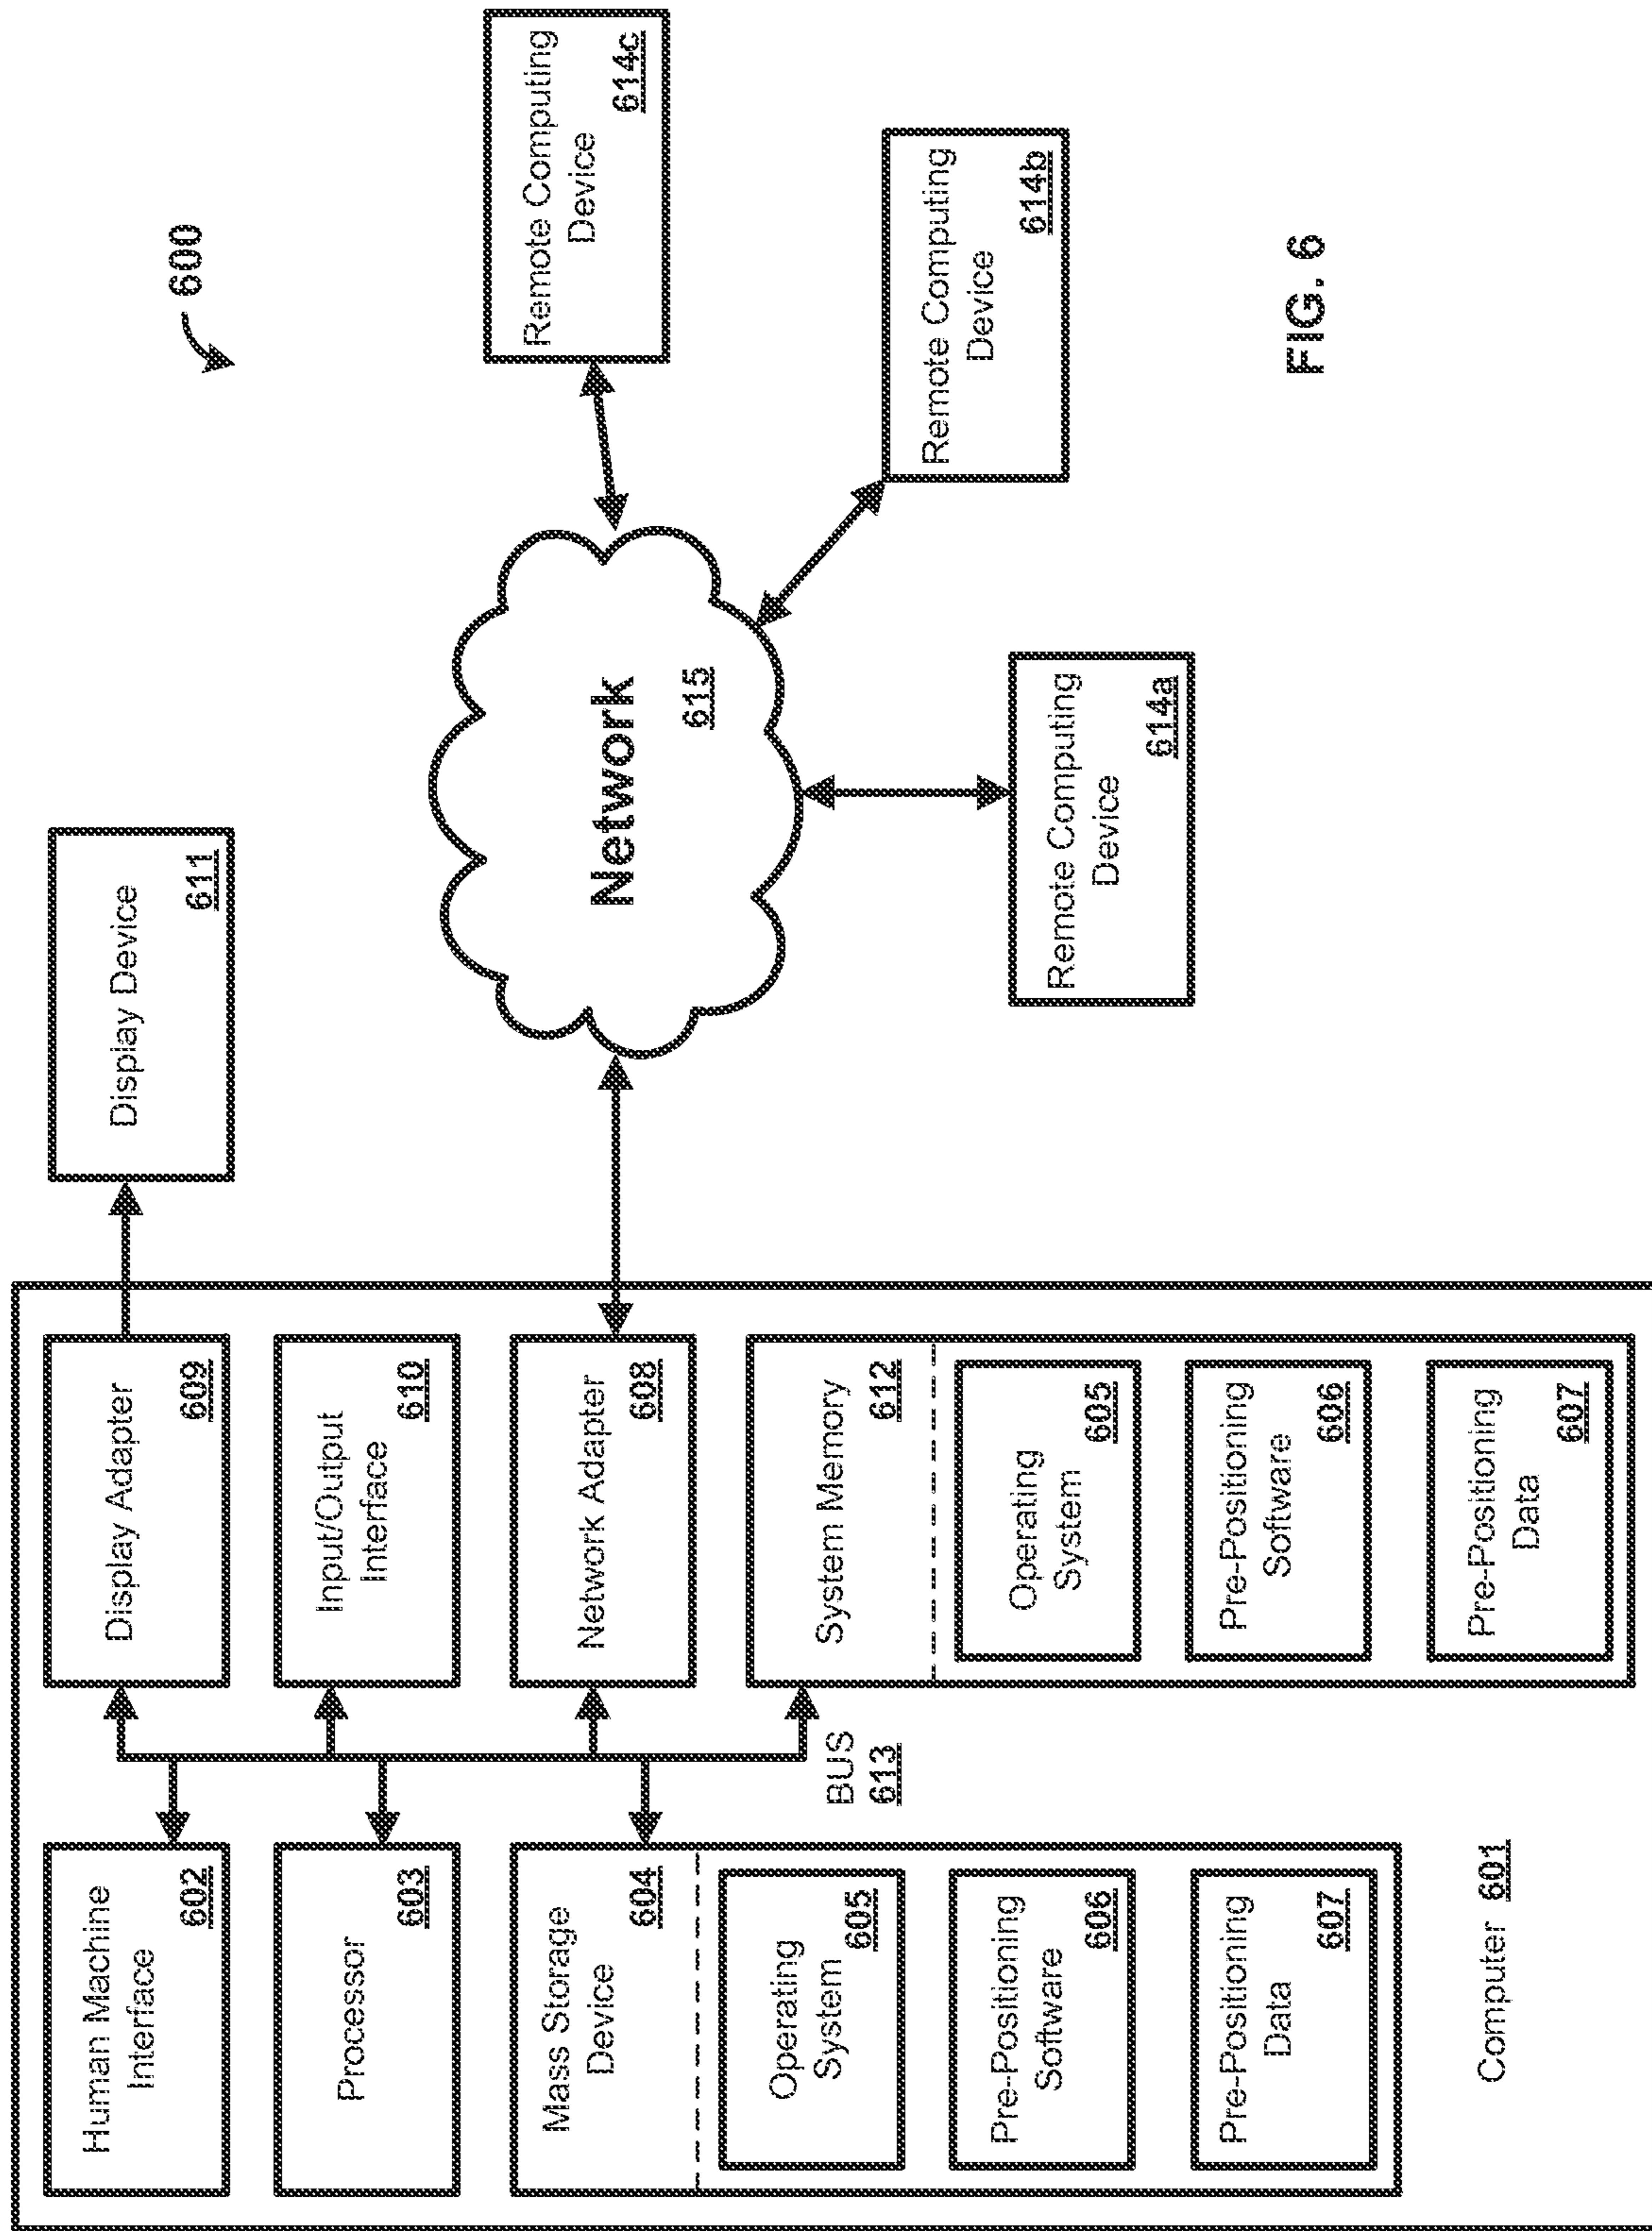 600
Human Machine
Interface
602
Processor
603
Mass Storage
Device
604
Operating
System
605
Pre-Positioning
Software
606
Pre-Positioning
Data
607
Computer 601
BUS
613
Display Adapter
609
Input/Output
Interface
610
Network Adapter
608
System Memory
612
Operating
System
605
Pre-Positioning
Software
606
Pre-Positioning
Data
607
Display Device
611
Network
615
Remote Computing
Device
614a
Remote Computing
Device
614b
Remote Computing
Device
614c
FIG. 6